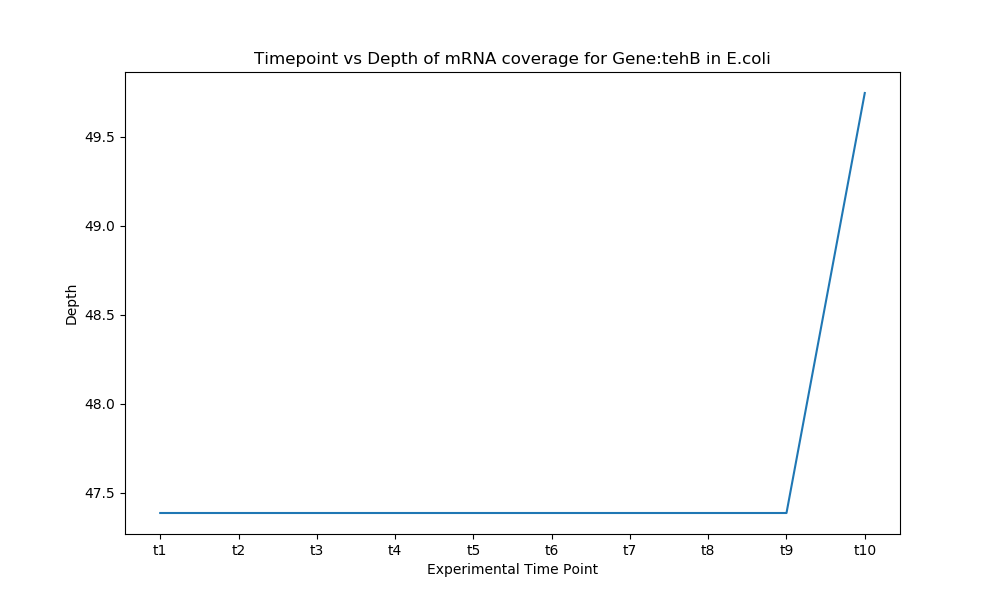 Timepoint vs Depth of mRNA coverage for Gene:tehB in E.coli
Depth
49.5
49.0
48.5
48.0
47.5
t1 t2 t3 t4 t5 t6 t7 t8 t9 t10
Experimental Time Point